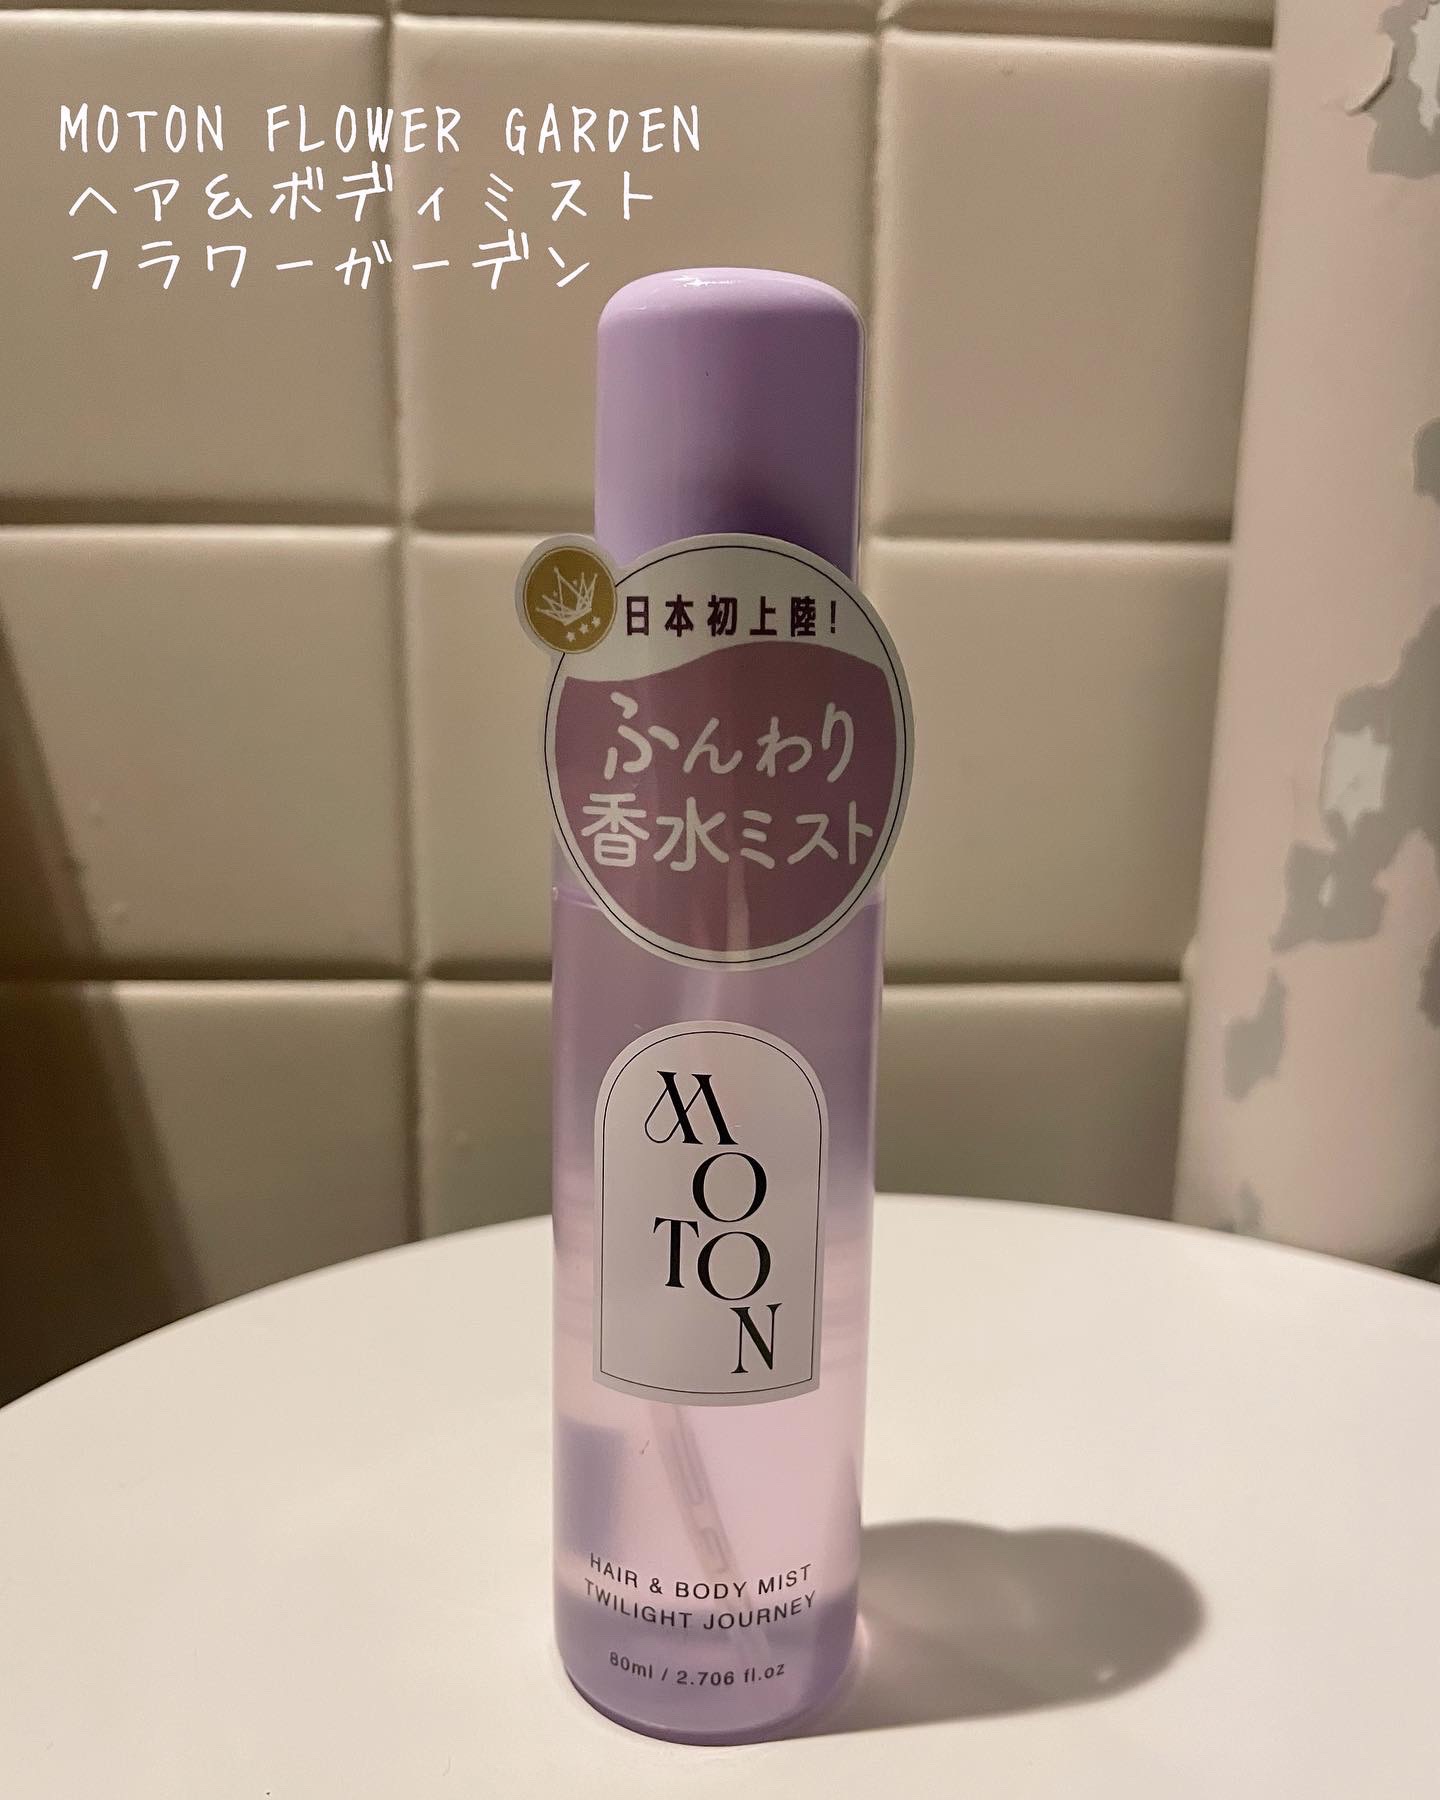 MOTON FLOWER GARDEN
ヘア&ボディミスト
フラワーガーデン
日本初上陸!
ふんわり
香水ミスト
MOTON
HAIR & BODY MIST
TWILIGHT JOURNEY
80ml / 2.706 fl.oz